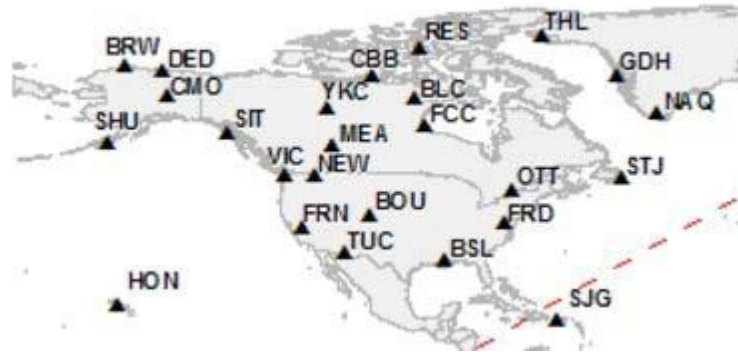 THL
RES
BRW
DED
CBB
GDH
CMO
YKC
BLC
NAQ
FCC
SHU
SIT
MEA
VIC
NEW
OTT
STJ
FRN
BOU
FRD
TUC
BSL
HON
SJG